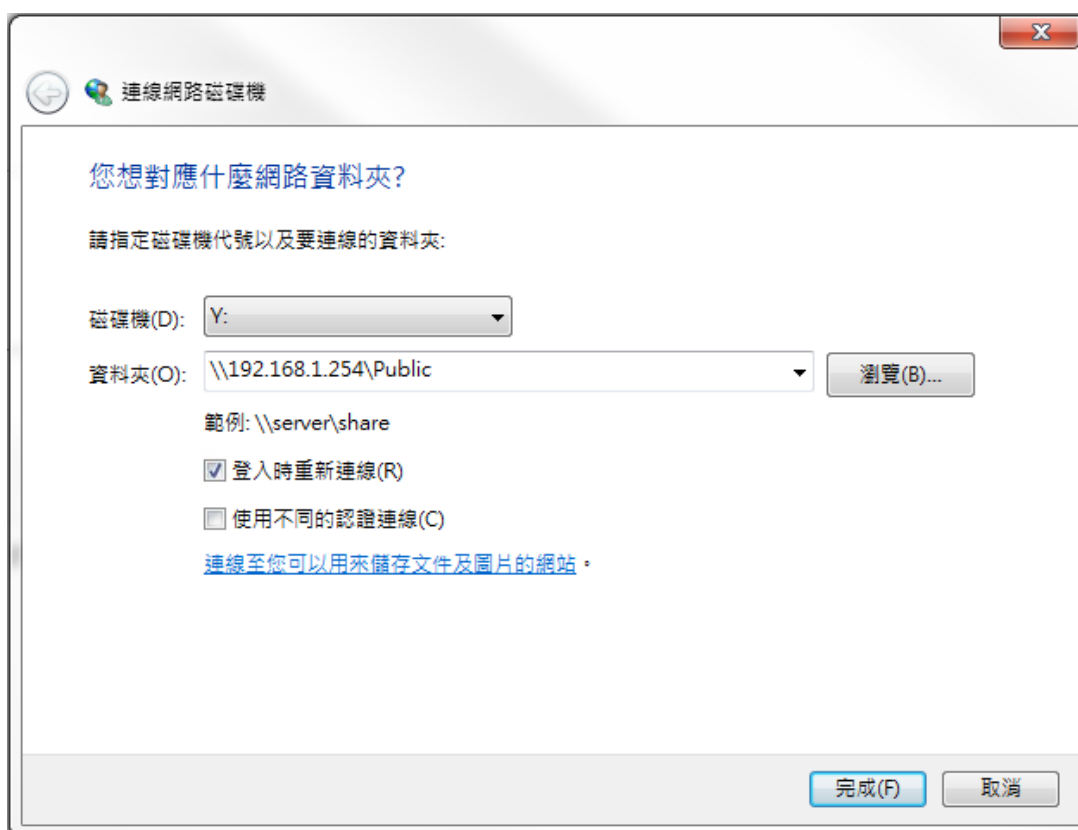 連線網路磁碟機
您想對應什麼網路資料夾?
請指定磁碟機代號以及要連線的資料夾:
磁碟機(D): Y:
資料夾(O): \\192.168.1.254\Public 瀏覽(B)...
範例: \\server\share
登入時重新連線(R)
使用不同的認證連線(C)
連線至您可以用來儲存文件及圖片的網站。
完成(F) 取消